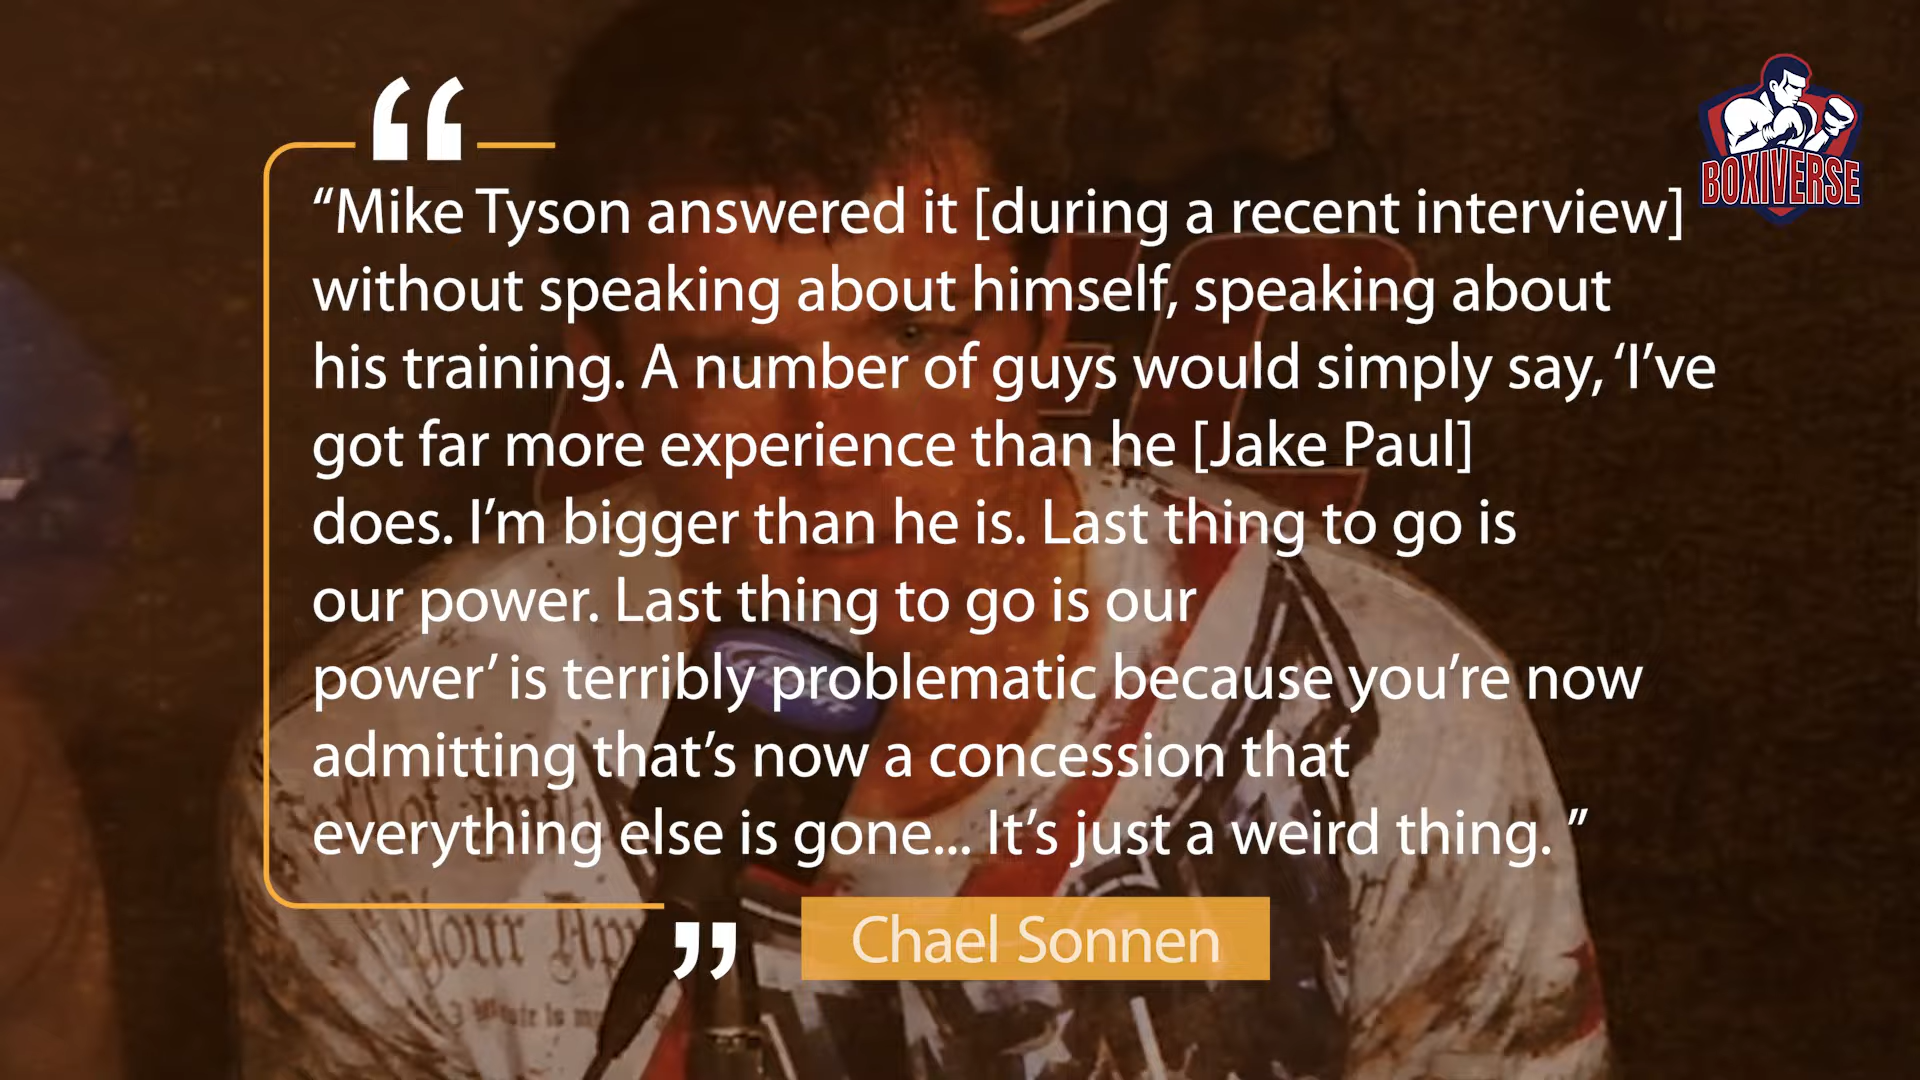 “
BOXIVERSE
“Mike Tyson answered it [during a recent interview]
without speaking about himself, speaking about
his training. A number of guys would simply say, ‘I’ve
got far more experience than he [Jake Paul]
does. I’m bigger than he is. Last thing to go is
our power. Last thing to go is our
power’ is terribly problematic because you’re now
admitting that’s now a concession that
everything else is gone... It’s just a weird thing. ”
Your
”
Chael Sonnen